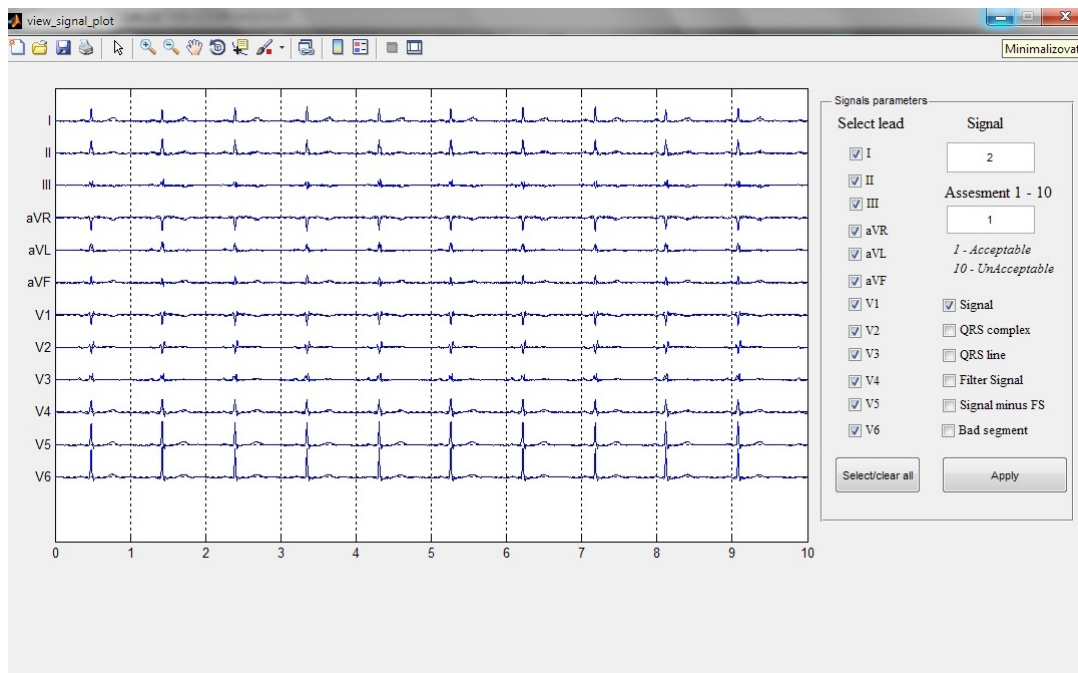 view_signal_plot
Minimalizovat
I
II
III
aVR
aVL
aVF
V1
V2
V3
V4
V5
V6
0 1 2 3 4 5 6 7 8 9 10
Signals parameters
Select lead
I
II
III
aVR
aVL
aVF
V1
V2
V3
V4
V5
V6
Select/clear all
Signal
2
Assesment 1 - 10
1
1 - Acceptable
10 - UnAcceptable
Signal
QRS complex
QRS line
Filter Signal
Signal minus FS
Bad segment
Apply